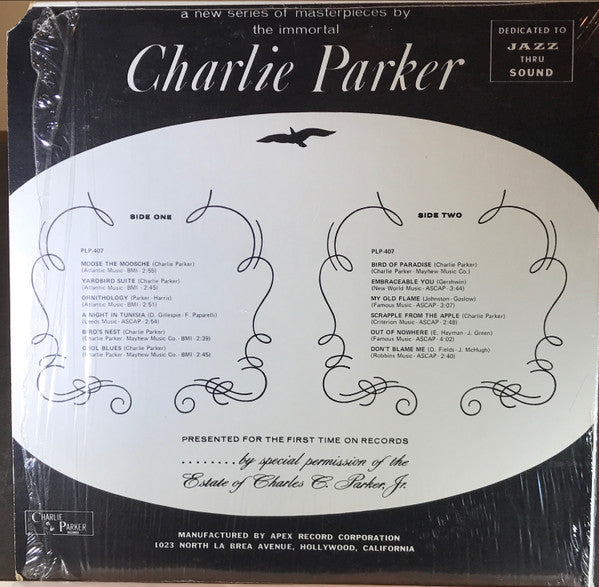 a new series of masterpieces by
the immortal
Charlie Parker
DEDICATED TO
JAZZ
THRU
SOUND
SIDE ONE
PLP-407
MOOSE THE MOOSCHE (Charlie Parker)
(Atlantic Music · BMI · 2:55)
YARDBIRD SUITE (Charlie Parker)
(Atlantic Music · BMI · 2:45)
ORNITHOLOGY (Parker · Harris)
(Atlantic Music · BMI · 2:51)
A NIGHT IN TUNISIA (D. Gillespie · F. Paparelli)
(Leeds Music · ASCAP · 2:54)
BIRD'S NEST (Charlie Parker)
(Charlie Parker · Mayhew Music Co. · BMI · 2:39)
COOL BLUES (Charlie Parker)
(Charlie Parker · Mayhew Music Co. · BMI · 2:45)
SIDE TWO
PLP-407
BIRD OF PARADISE (Charlie Parker)
(Charlie Parker · Mayhew Music Co.)
EMBRACEABLE YOU (Gershwin)
(New World Music · ASCAP · 3:44)
MY OLD FLAME (Johnston · Coslow)
(Famous Music · ASCAP · 3:07)
SCRAPPLE FROM THE APPLE (Charlie Parker)
(Criterion Music · ASCAP · 2:48)
OUT OF NOWHERE (E. Hayman · J. Green)
(Famous Music · ASCAP · 4:02)
DON'T BLAME ME (D. Fields · J. McHugh)
(Robbins Music · ASCAP · 2:40)
PRESENTED FOR THE FIRST TIME ON RECORDS
........by special permission of the
Estate of Charles C. Parker, Jr.
CHARLIE
PARKER
RECORDS
MANUFACTURED BY APEX RECORD CORPORATION
1023 NORTH LA BREA AVENUE, HOLLYWOOD, CALIFORNIA